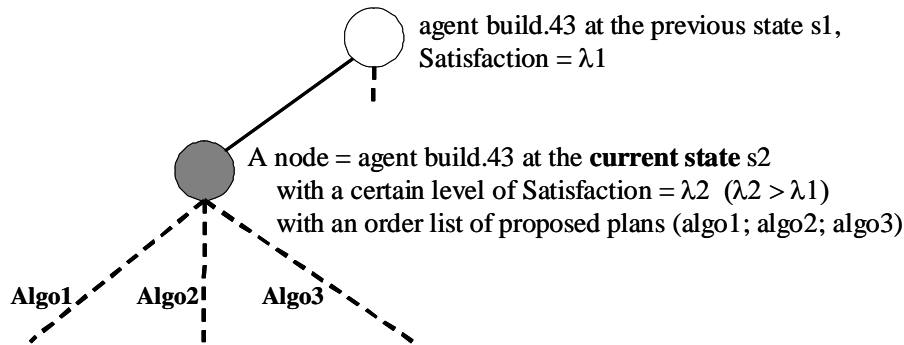 agent build.43 at the previous state s1,
Satisfaction = λ1
A node = agent build.43 at the current state s2
with a certain level of Satisfaction = λ2 (λ2 > λ1)
with an order list of proposed plans (algo1; algo2; algo3)
Algo1 Algo2 Algo3